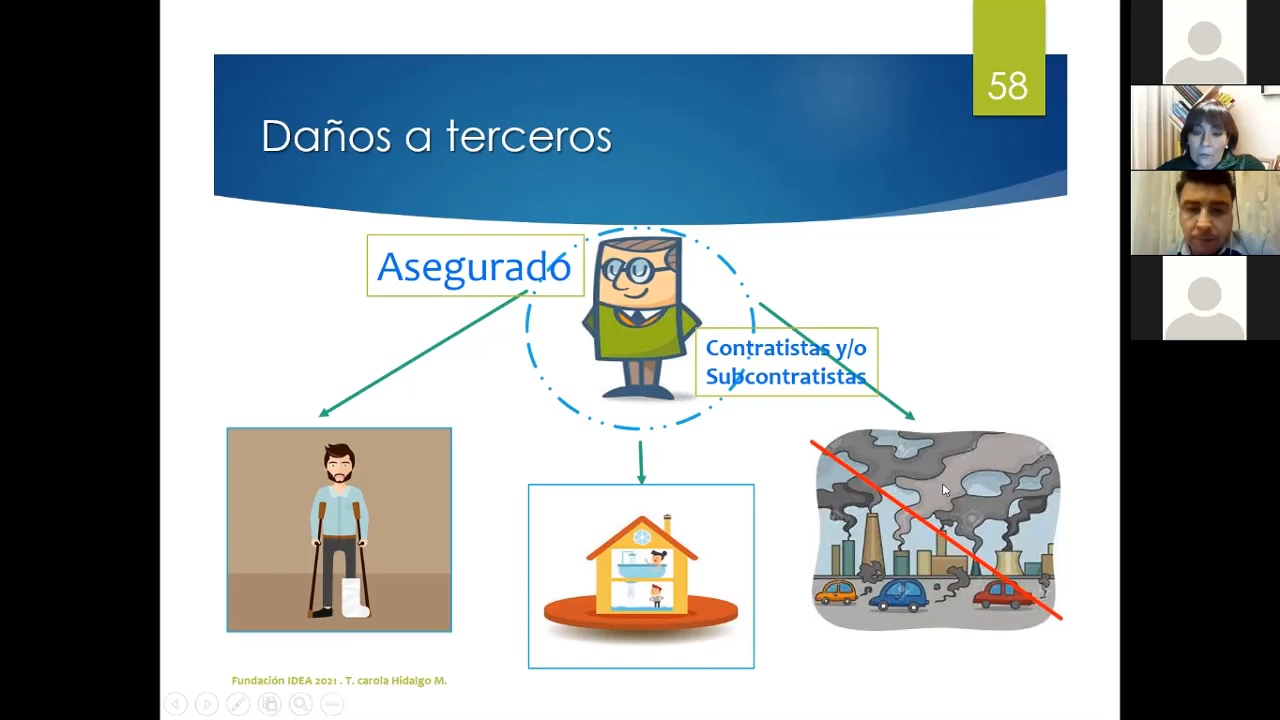 58
Daños a terceros
Asegurado
Contratistas y/o
Subcontratistas
Fundación IDEA 2021 . T. carola Hidalgo M.